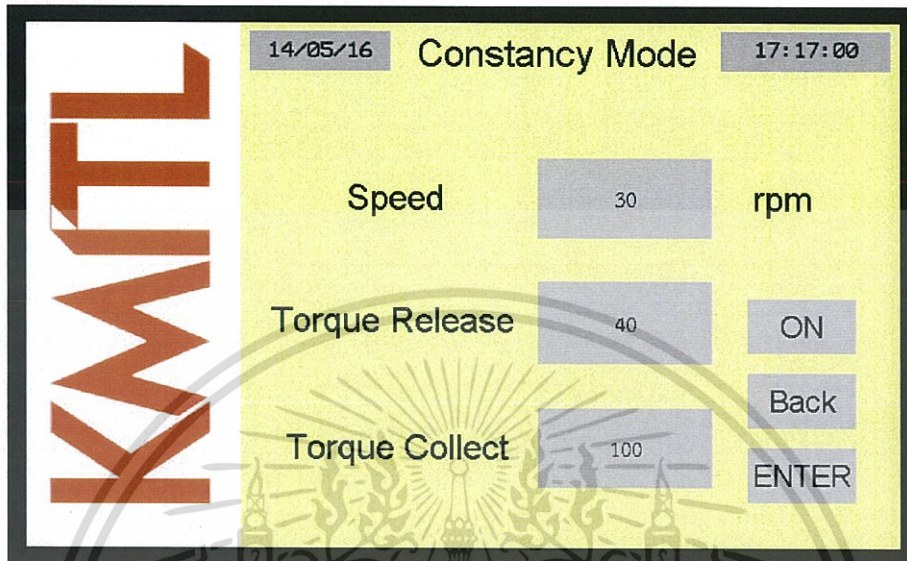 KMITL
14/05/16 Constancy Mode 17:17:00
Speed 30 rpm
Torque Release 40 ON
Back
Torque Collect 100
ENTER